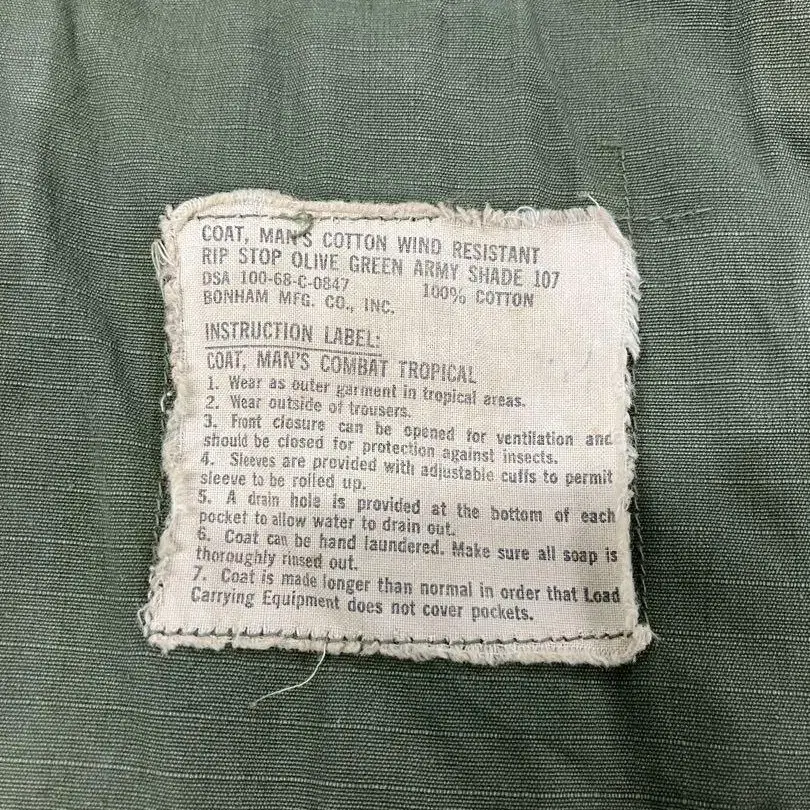 COAT, MAN'S COTTON WIND RESISTANT
RIP STOP OLIVE GREEN ARMY SHADE 107
DSA 100-68-C-0847 100% COTTON
BONHAM MFG. CO., INC.
INSTRUCTION LABEL:
COAT, MAN'S COMBAT TROPICAL
1. Wear as outer garment in tropical areas.
2. Wear outside of trousers.
3. Front closure can be opened for ventilation and
should be closed for protection against insects.
4. Sleeves are provided with adjustable cuffs to permit
sleeve to be rolled up.
5. A drain hole is provided at the bottom of each
pocket to allow water to drain out.
6. Coat can be hand laundered. Make sure all soap is
thoroughly rinsed out.
7. Coat is made longer than normal in order that Load
Carrying Equipment does not cover pockets.